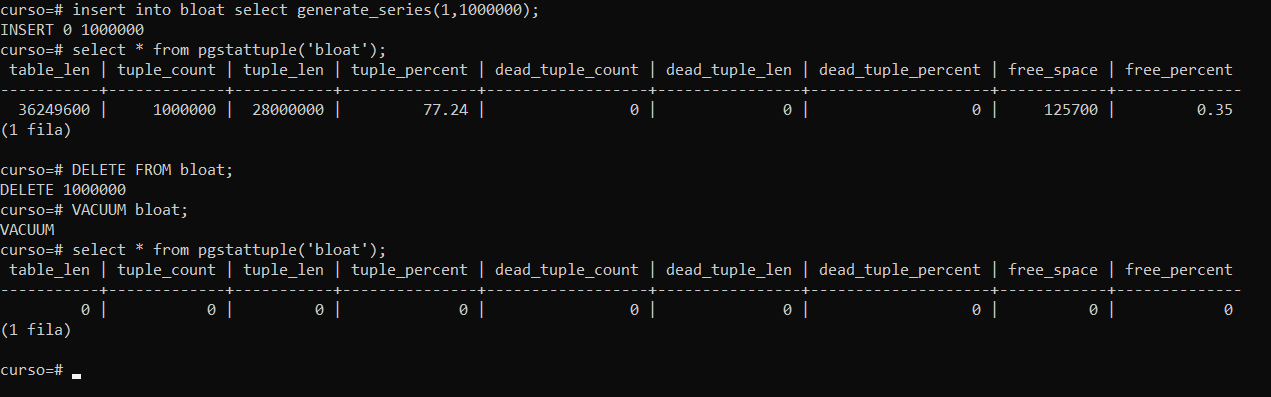 curso=# insert into bloat select generate_series(1,1000000);
INSERT 0 1000000
curso=# select * from pgstattuple('bloat');
 table_len | tuple_count | tuple_len | tuple_percent | dead_tuple_count | dead_tuple_len | dead_tuple_percent | free_space | free_percent
-----------+-------------+-----------+---------------+------------------+----------------+--------------------+------------+--------------
  36249600 |     1000000 |  28000000 |         77.24 |                0 |              0 |                  0 |     125700 |         0.35
(1 fila)

curso=# DELETE FROM bloat;
DELETE 1000000
curso=# VACUUM bloat;
VACUUM
curso=# select * from pgstattuple('bloat');
 table_len | tuple_count | tuple_len | tuple_percent | dead_tuple_count | dead_tuple_len | dead_tuple_percent | free_space | free_percent
-----------+-------------+-----------+---------------+------------------+----------------+--------------------+------------+--------------
         0 |           0 |         0 |             0 |                0 |              0 |                  0 |          0 |            0
(1 fila)

curso=#